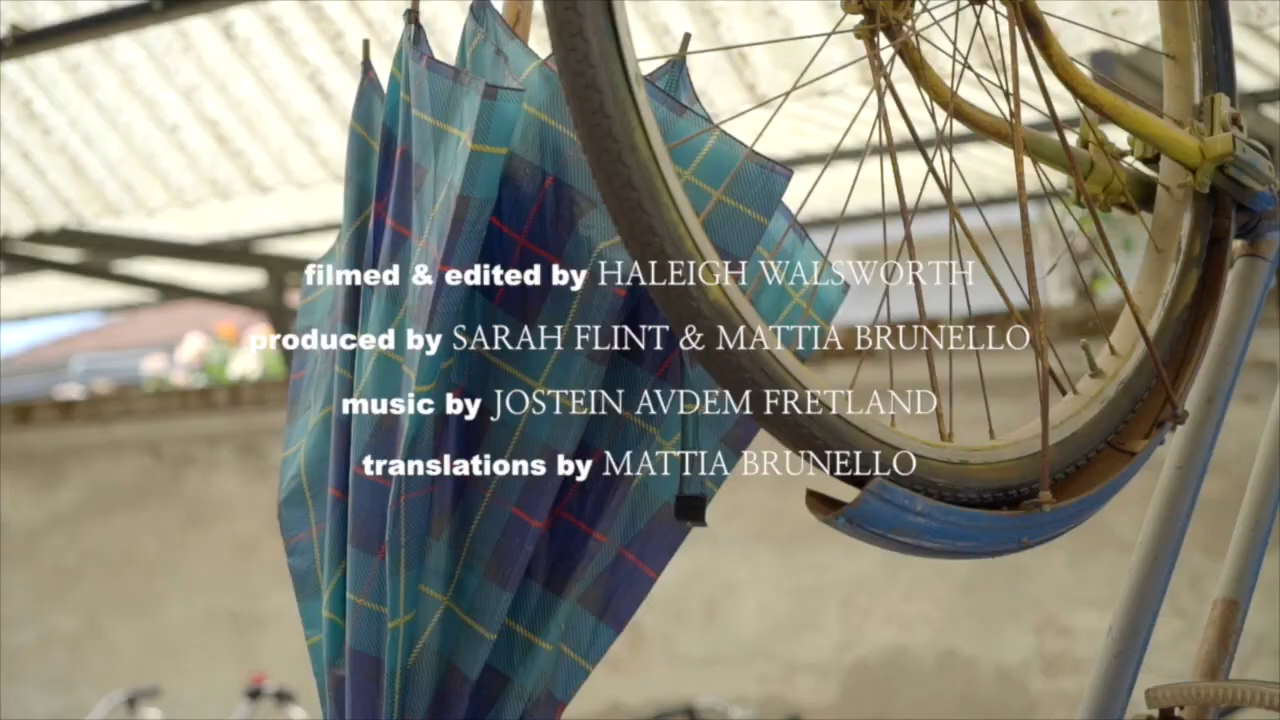 filmed & edited by HALEIGH WALSWORTH
produced by SARAH FLINT & MATTIA BRUNELLO
music by JOSTEIN AVDEM FRETLAND
translations by MATTIA BRUNELLO